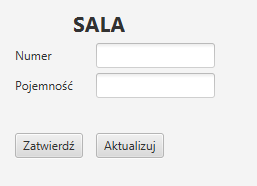 SALA
Numer
Pojemność
Zatwierdź Aktualizuj